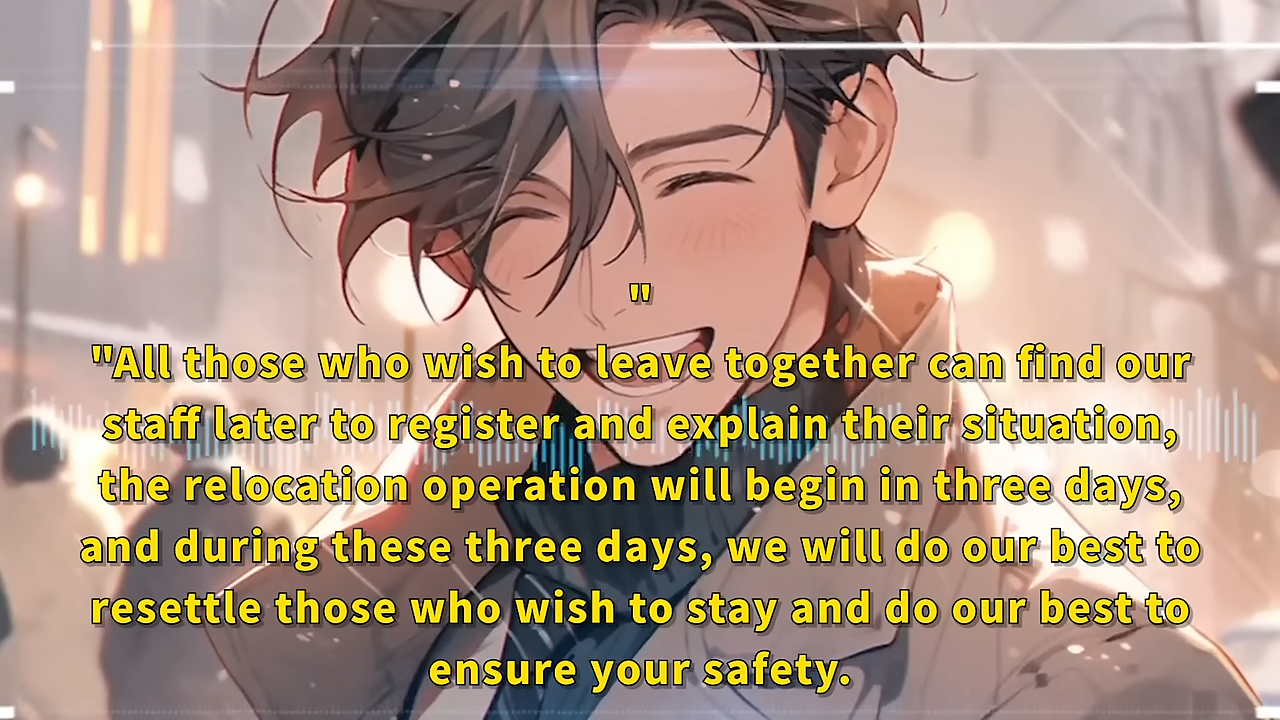 "
"All those who wish to leave together can find our
staff later to register and explain their situation,
the relocation operation will begin in three days,
and during these three days, we will do our best to
resettle those who wish to stay and do our best to
ensure your safety.